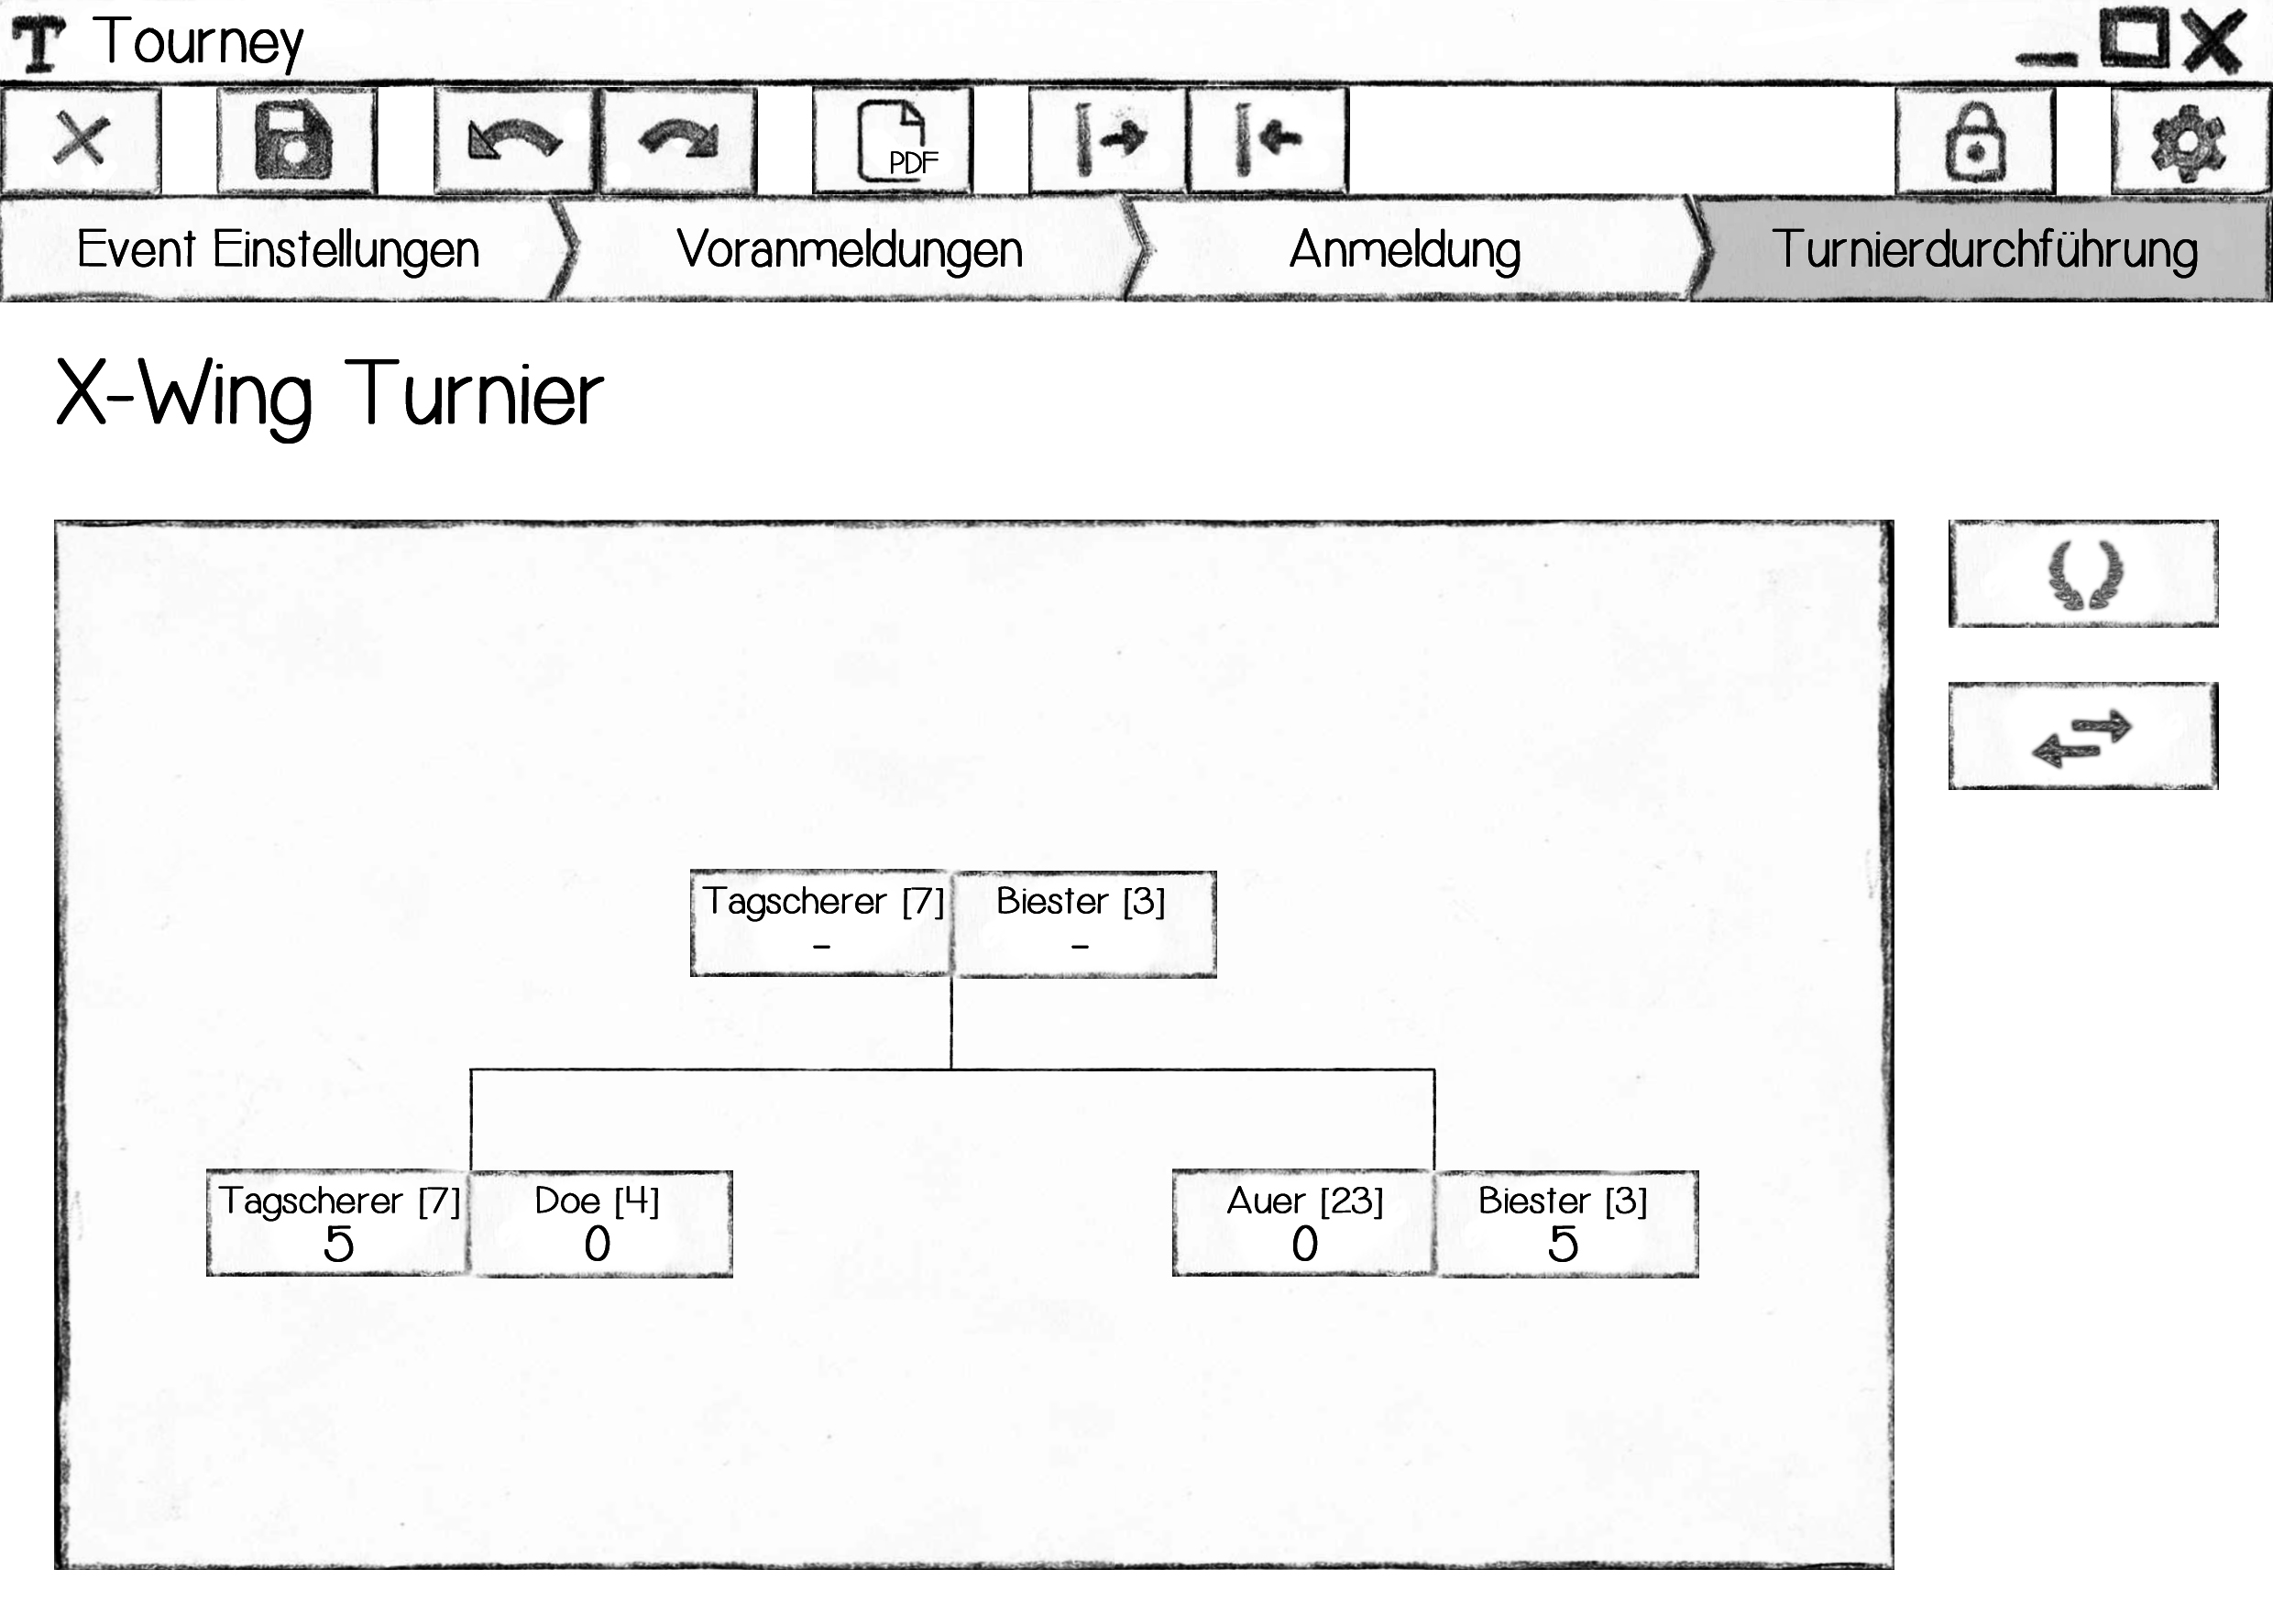 T Tourney
PDF
Event Einstellungen Voranmeldungen Anmeldung Turnierdurchführung
X-Wing Turnier
Tagscherer [7] Biester [3]
- -
Tagscherer [7] Doe [4] Auer [23] Biester [3]
5 0 0 5